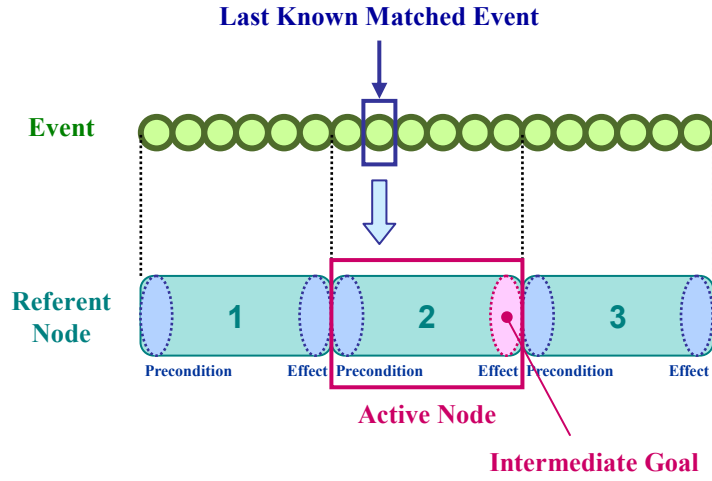 Last Known Matched Event
Event
Referent
Node
1 2 3
Precondition Effect Precondition Effect Precondition Effect
Active Node
Intermediate Goal